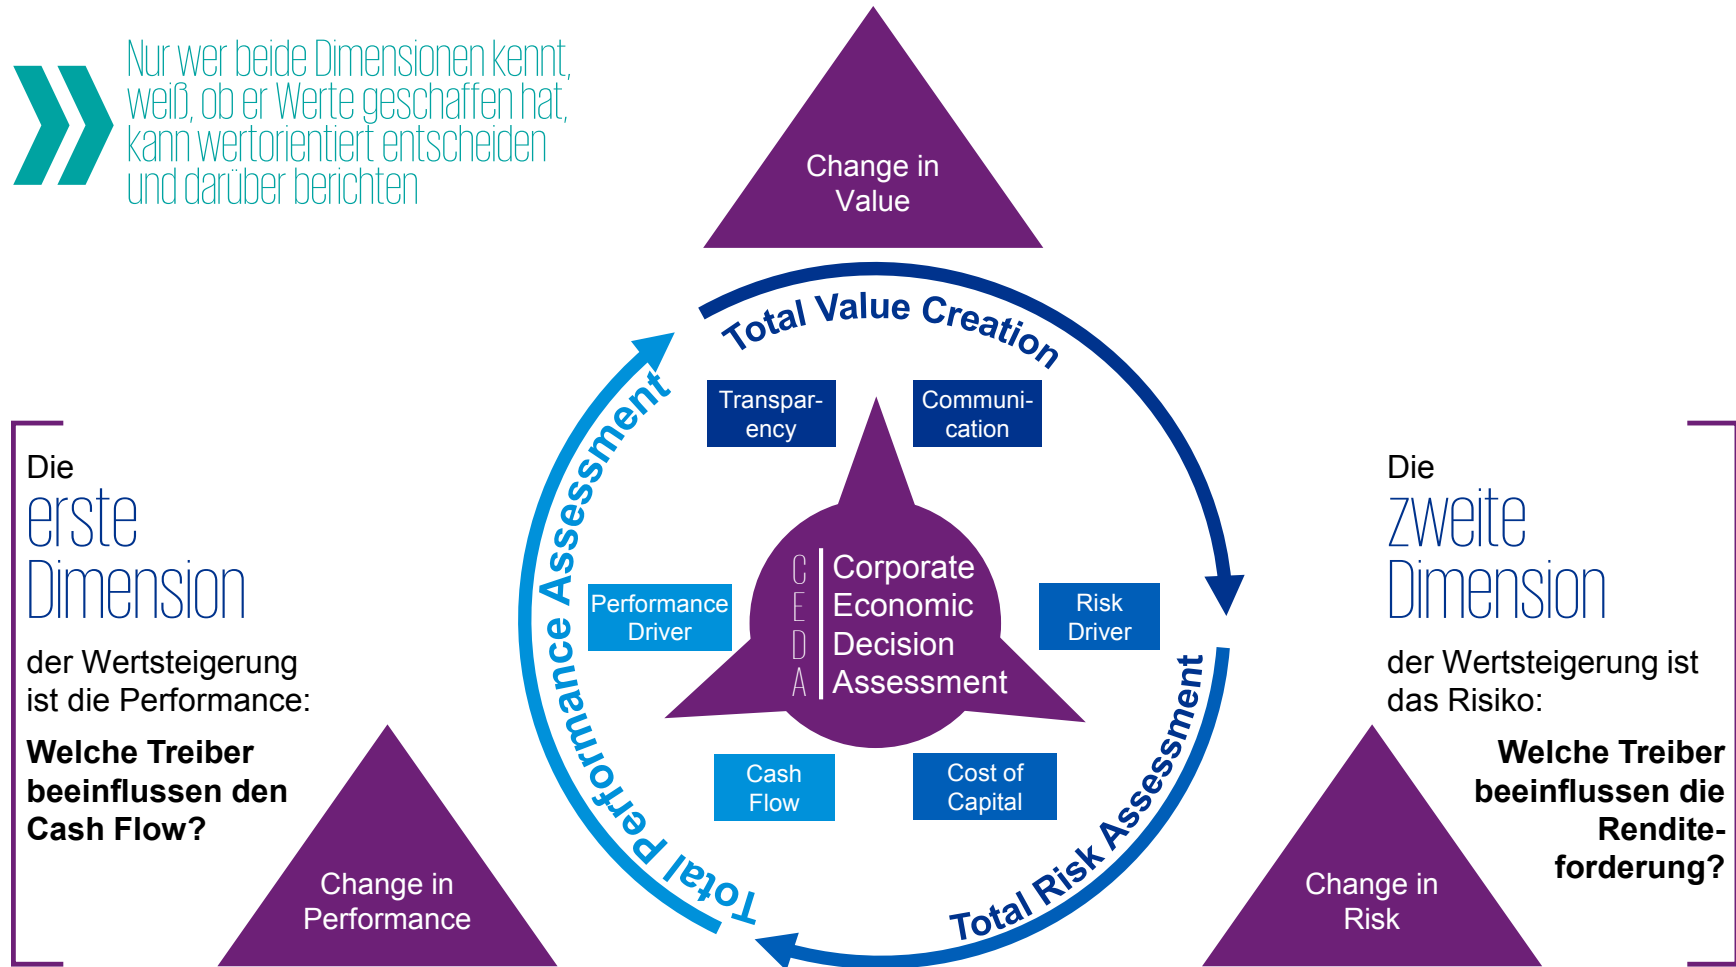 Nur wer beide Dimensionen kennt,
weiß, ob er Werte geschaffen hat,
kann wertorientiert entscheiden
und darüber berichten
Change in
Value
Total Value Creation
Transpar-
ency
Communi-
cation
Total Performance Assessment
Performance
Driver
C E D A
Corporate
Economic
Decision
Assessment
Risk
Driver
Total Risk Assessment
Cash
Flow
Cost of
Capital
Die
erste
Dimension
der Wertsteigerung
ist die Performance:
Welche Treiber
beeinflussen den
Cash Flow?
Change in
Performance
Die
zweite
Dimension
der Wertsteigerung ist
das Risiko:
Welche Treiber
beeinflussen die
Rendite-
forderung?
Change in
Risk